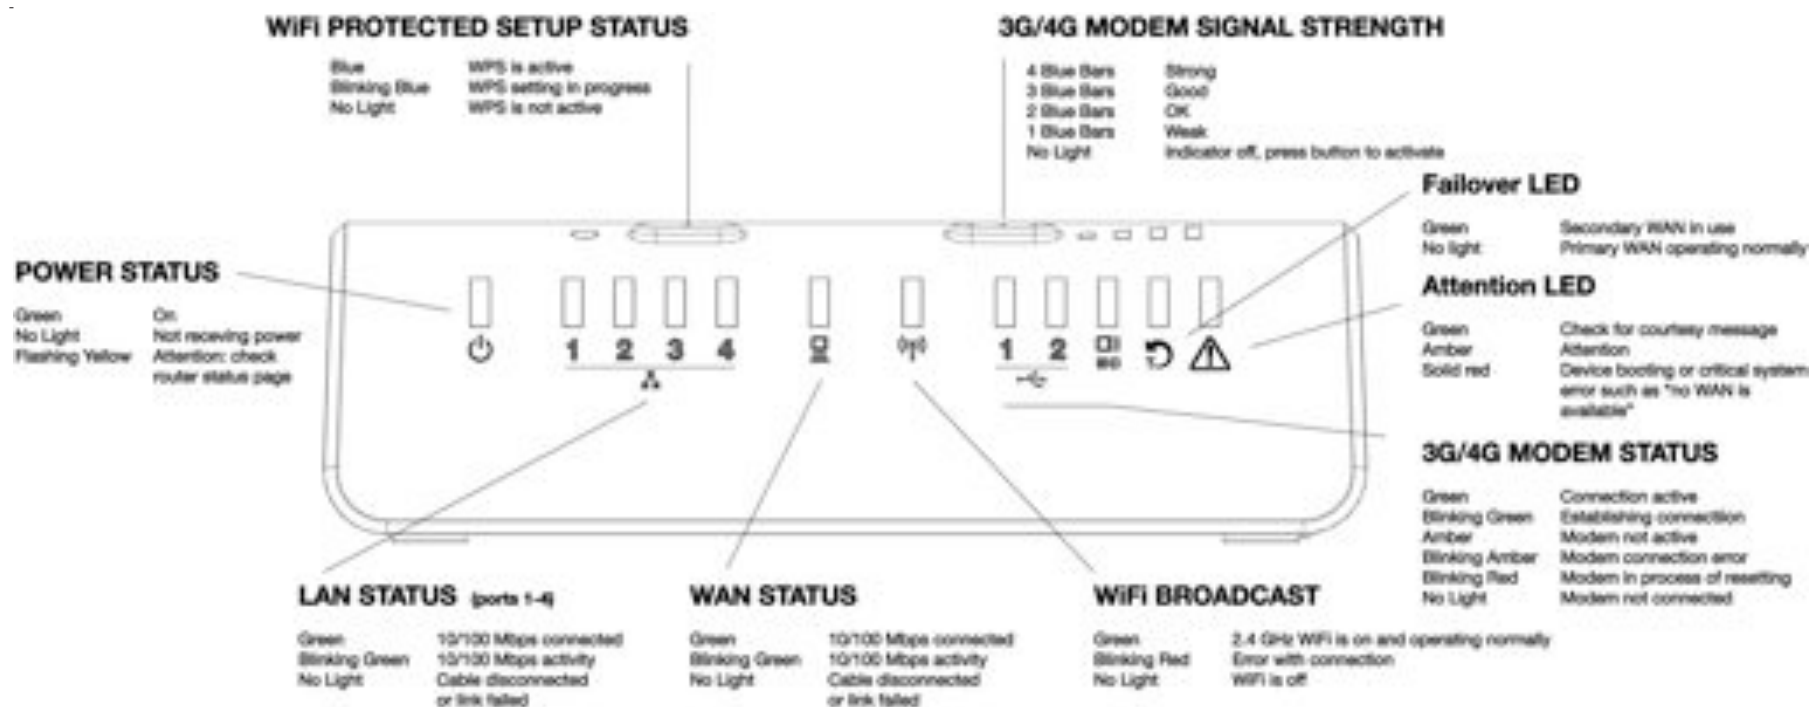 WiFi PROTECTED SETUP STATUS
Blue WPS is active
Blinking Blue WPS setting in progress
No Light WPS is not active
3G/4G MODEM SIGNAL STRENGTH
4 Blue Bars Strong
3 Blue Bars Good
2 Blue Bars OK
1 Blue Bars Weak
No Light Indicator off, press button to activate
Failover LED
Green Secondary WAN in use
No light Primary WAN operating normally
POWER STATUS
Green On
No Light Not receving power
Flashing Yellow Attention: check
router status page
Attention LED
Green Check for courtesy message
Amber Attention
Solid red Device booting or critical system
error such as "no WAN is
available"
1 2 3 4 1 2
3G/4G MODEM STATUS
Green Connection active
Blinking Green Establishing connectiion
Amber Modem not active
Blinking Amber Modem connection error
Blinking Red Modem in process of resetting
No Light Modem not connected
LAN STATUS (ports 1-4)
Green 10/100 Mbps connected
Blinking Green 10/100 Mbps activity
No Light Cable disconnected
or link failed
WAN STATUS
Green 10/100 Mbps connected
Blinking Green 10/100 Mbps activity
No Light Cable disconnected
or link failed
WiFi BROADCAST
Green 2.4 GHz WiFi is on and operating normally
Blinking Red Error with connection
No Light WiFi is off